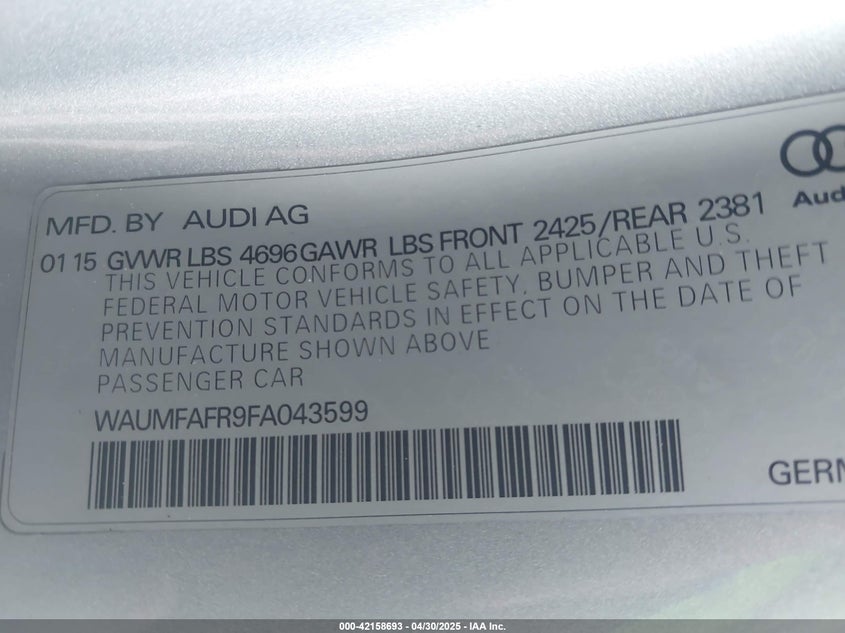 Audi
MFD. BY AUDI AG
01 15 GVWR LBS 4696 GAWR LBS FRONT 2425/REAR 2381
THIS VEHICLE CONFORMS TO ALL APPLICABLE U.S.
FEDERAL MOTOR VEHICLE SAFETY, BUMPER AND THEFT
PREVENTION STANDARDS IN EFFECT ON THE DATE OF
MANUFACTURE SHOWN ABOVE
PASSENGER CAR
WAUMFAFR9FA043599
GERM
000-42158693 - 04/30/2025 - IAA Inc.